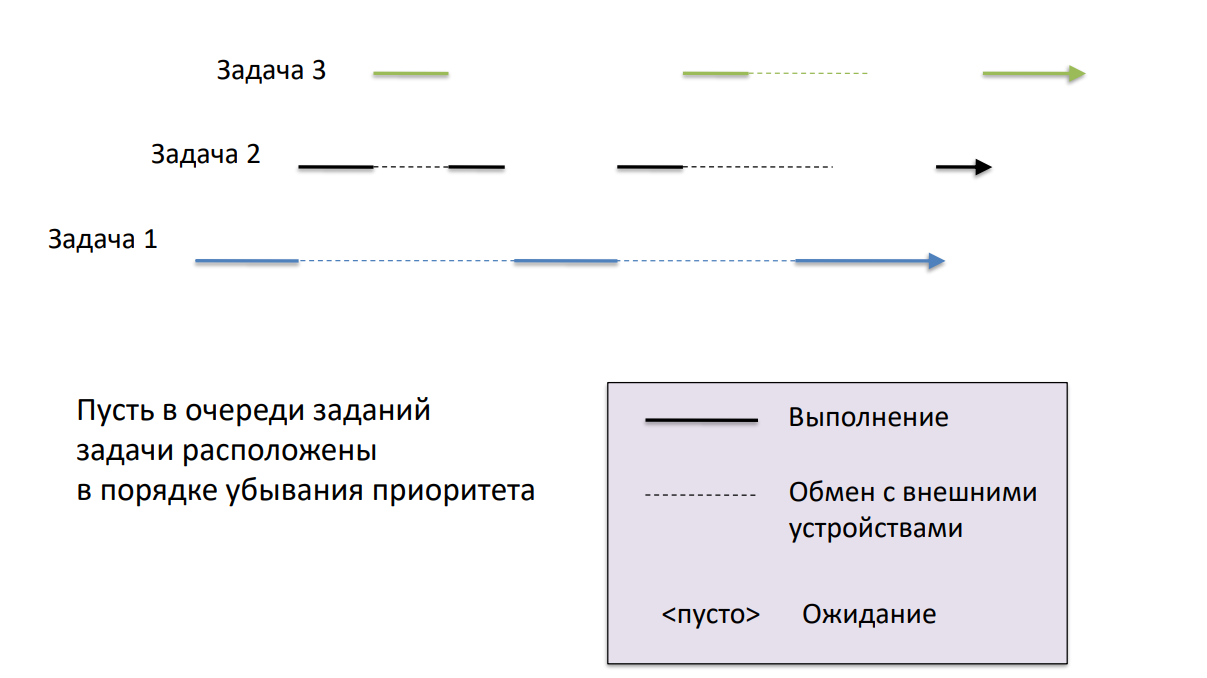 Задача 3
Задача 2
Задача 1
Пусть в очереди заданий
задачи расположены
в порядке убывания приоритета
Выполнение
Обмен с внешними
устройствами
<пусто> Ожидание